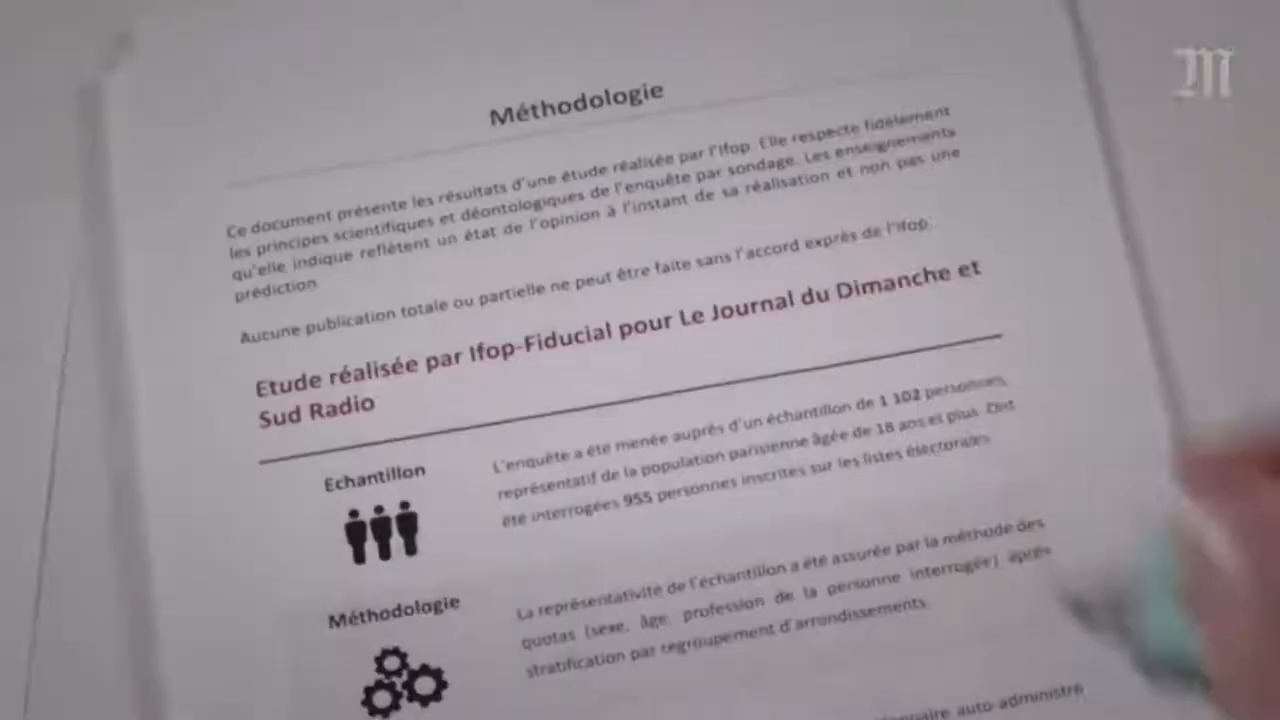 Méthodologie
Ce document présente les résultats d'une étude réalisée par l'Ifop. Elle respecte fidèlement
les principes scientifiques et déontologiques de l'enquête par sondage. Les enseignements
qu'elle indique reflètent un état de l'opinion à l'instant de sa réalisation et non pas une
prédiction.
Aucune publication totale ou partielle ne peut être faite sans l'accord exprès de l'Ifop.
Etude réalisée par Ifop-Fiducial pour Le Journal du Dimanche et
Sud Radio
Echantillon
L'enquête a été menée auprès d'un échantillon de 1 102 personnes,
représentatif de la population parisienne âgée de 18 ans et plus. Ont
été interrogées 955 personnes inscrites sur les listes électorales.
Méthodologie
La représentativité de l'échantillon a été assurée par la méthode des
quotas (sexe, âge, profession de la personne interrogée) après
stratification par regroupement d'arrondissements.
auto-administré
M